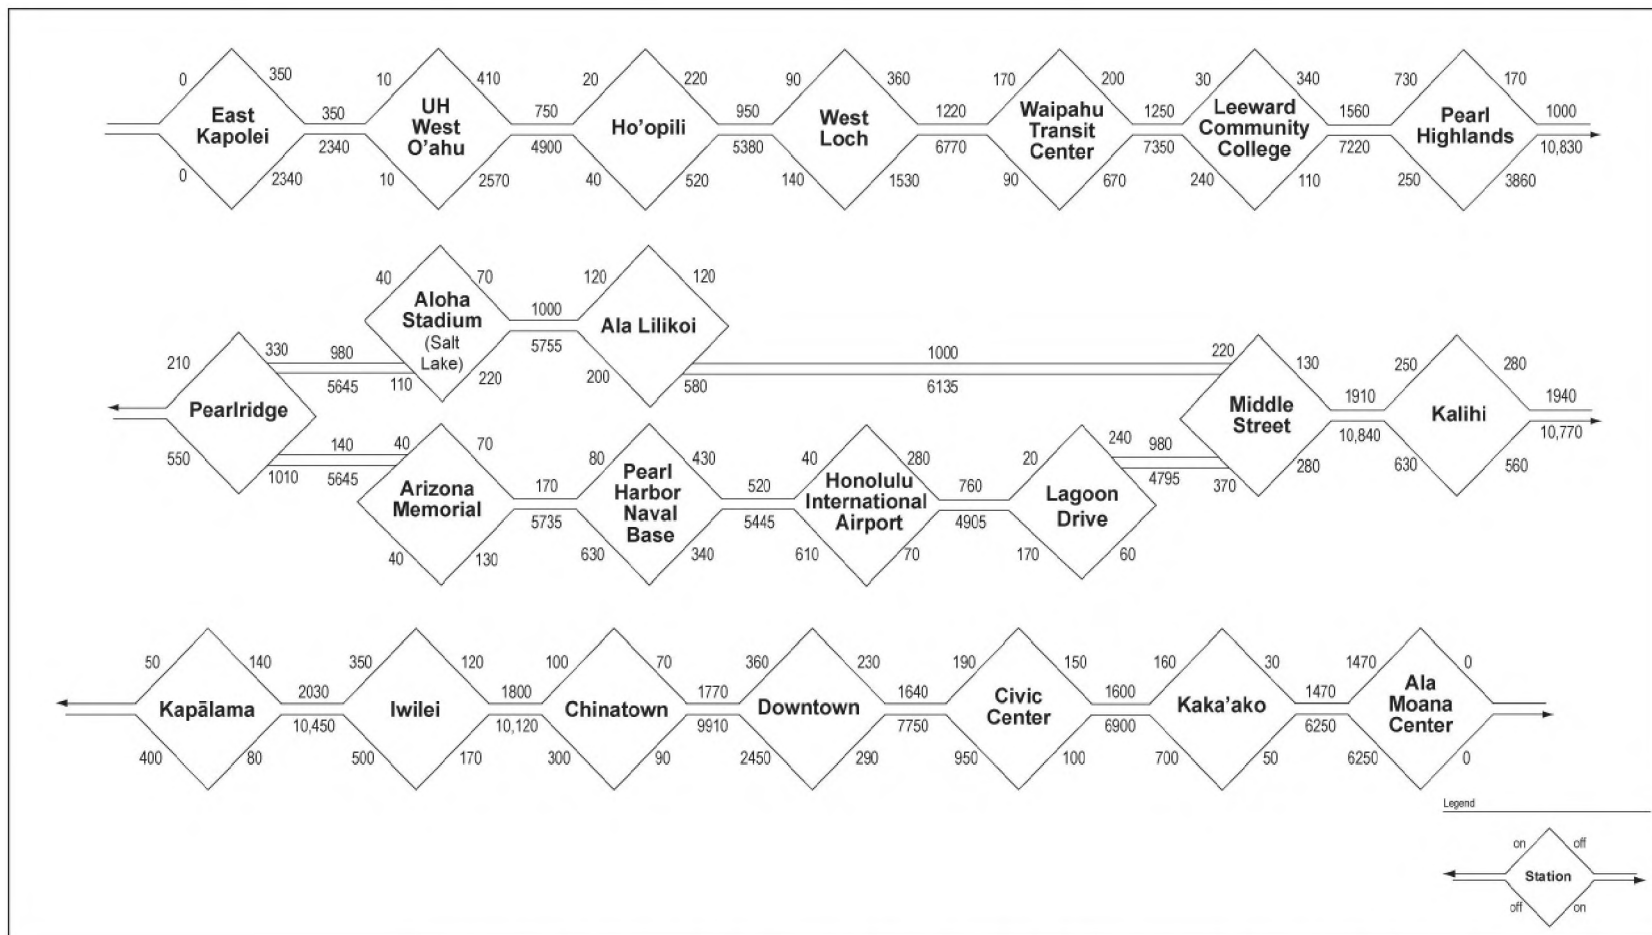 0 350 10 410 20 220 90 360 170 200 30 340 730 170
East
Kapolei
UH
West
O'ahu
Ho'opili
West
Loch
Waipahu
Transit
Center
Leeward
Community
College
Pearl
Highlands
350 750 950 1220 1250 1560 1000
2340 4900 5380 6770 7350 7220 10,830
0 2340 10 2570 40 520 140 1530 90 670 240 110 250 3860
40 70 120 120
Aloha
Stadium
(Salt
Lake)
Ala Lilikoi
1000
5755
110 220 200 580
1000
6135
210 330 980
5645
Pearlridge
550 1010
140
5645
220 130 250 280
Middle
Street
Kalihi
1910 1940
10,840 10,770
370 280 630 560
40 70 80 430 40 280 20 240 980
4795
Arizona
Memorial
Pearl
Harbor
Naval
Base
Honolulu
International
Airport
Lagoon
Drive
170 520 760
5735 5445 4905
40 130 630 340 610 70 170 60
50 140 350 120 100 70 360 230 190 150 160 30 1470 0
Kapālama
Iwilei
Chinatown
Downtown
Civic
Center
Kaka'ako
Ala
Moana
Center
2030 1800 1770 1640 1600 1470
10,450 10,120 9910 7750 6900 6250
400 80 500 170 300 90 2450 290 950 100 700 50 6250 0
Legend
on off
Station
off on